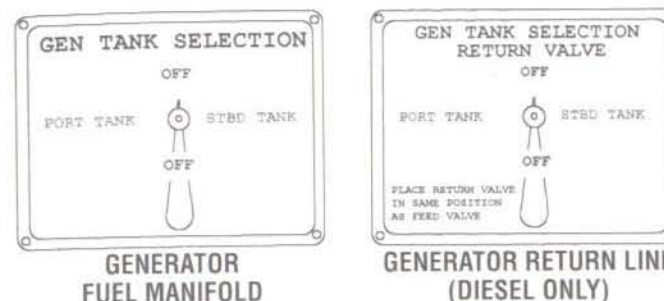 GEN TANK SELECTION
OFF
PORT TANK
STBD TANK
OFF
GENERATOR
FUEL MANIFOLD
GEN TANK SELECTION
RETURN VALVE
OFF
PORT TANK
STBD TANK
OFF
PLACE RETURN VALVE
IN SAME POSITION
AS FEED VALVE
GENERATOR RETURN LINE
(DIESEL ONLY)